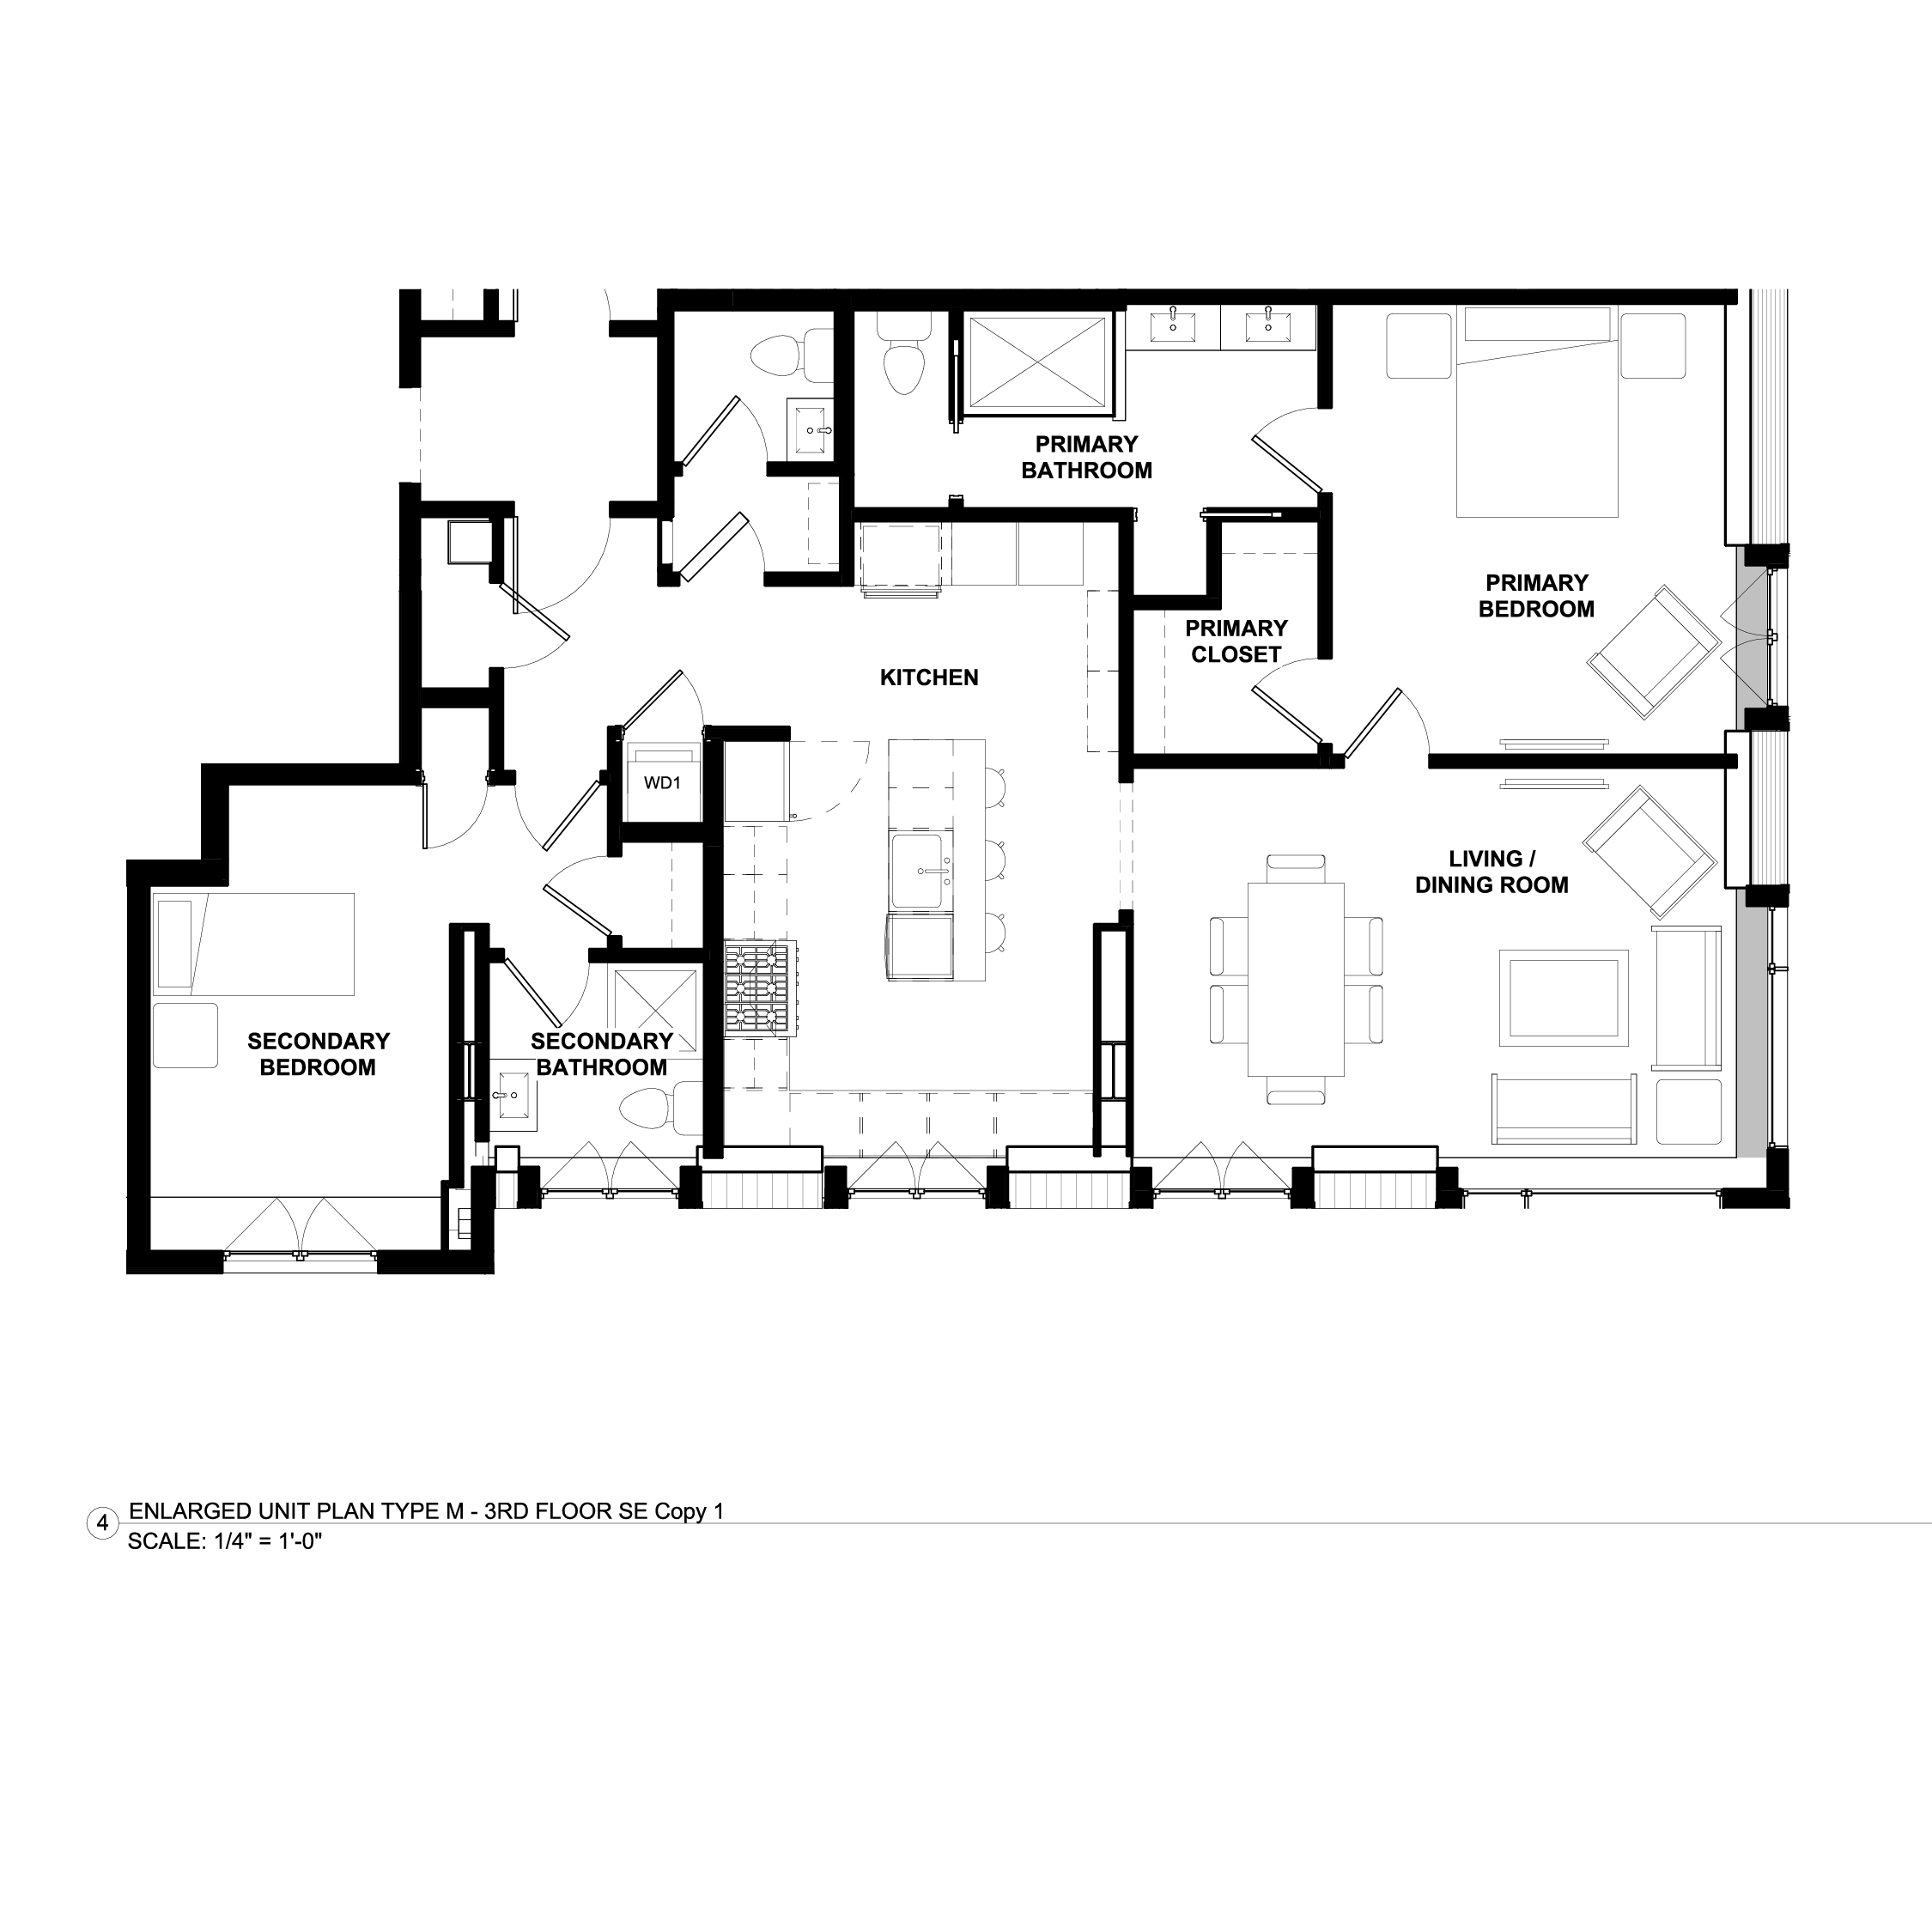 PRIMARY
BATHROOM
PRIMARY
BEDROOM
PRIMARY
CLOSET
KITCHEN
WD1
LIVING /
DINING ROOM
SECONDARY
BEDROOM
SECONDARY
BATHROOM
4
ENLARGED UNIT PLAN TYPE M - 3RD FLOOR SE Copy 1
SCALE: 1/4" = 1'-0"